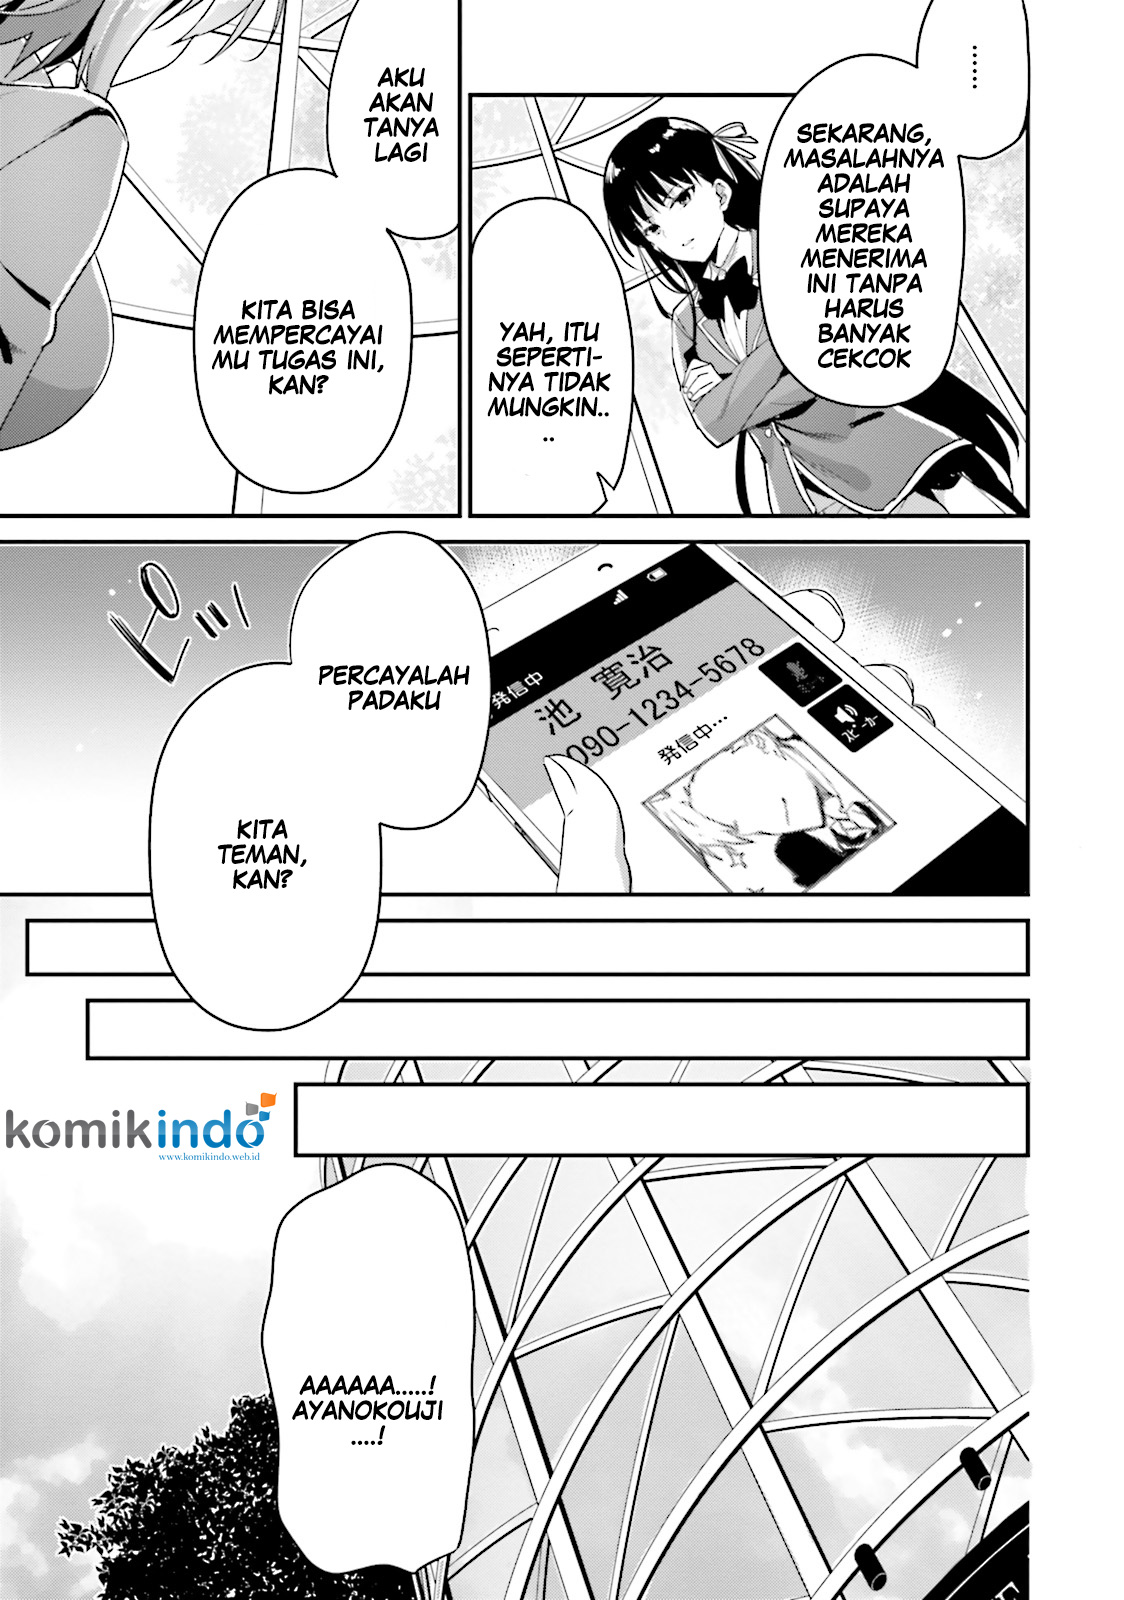 ......
SEKARANG,
MASALAHNYA
ADALAH
SUPAYA
MEREKA
MENERIMA
INI TANPA
HARUS
BANYAK
CEKCOK
YAH, ITU
SEPERTI-
NYA TIDAK
MUNGKIN..
..
AKU
AKAN
TANYA
LAGI
KITA BISA
MEMPERCAYAI
MU TUGAS INI,
KAN?
発信中
池 寛治
090-1234-5678
発信中...
スピーカー
ピッ
PERCAYALAH
PADAKU
KITA
TEMAN,
KAN?
komikindo
www.komikindo.web.id
AAAAAA.....!
AYANOKOUJI
....!